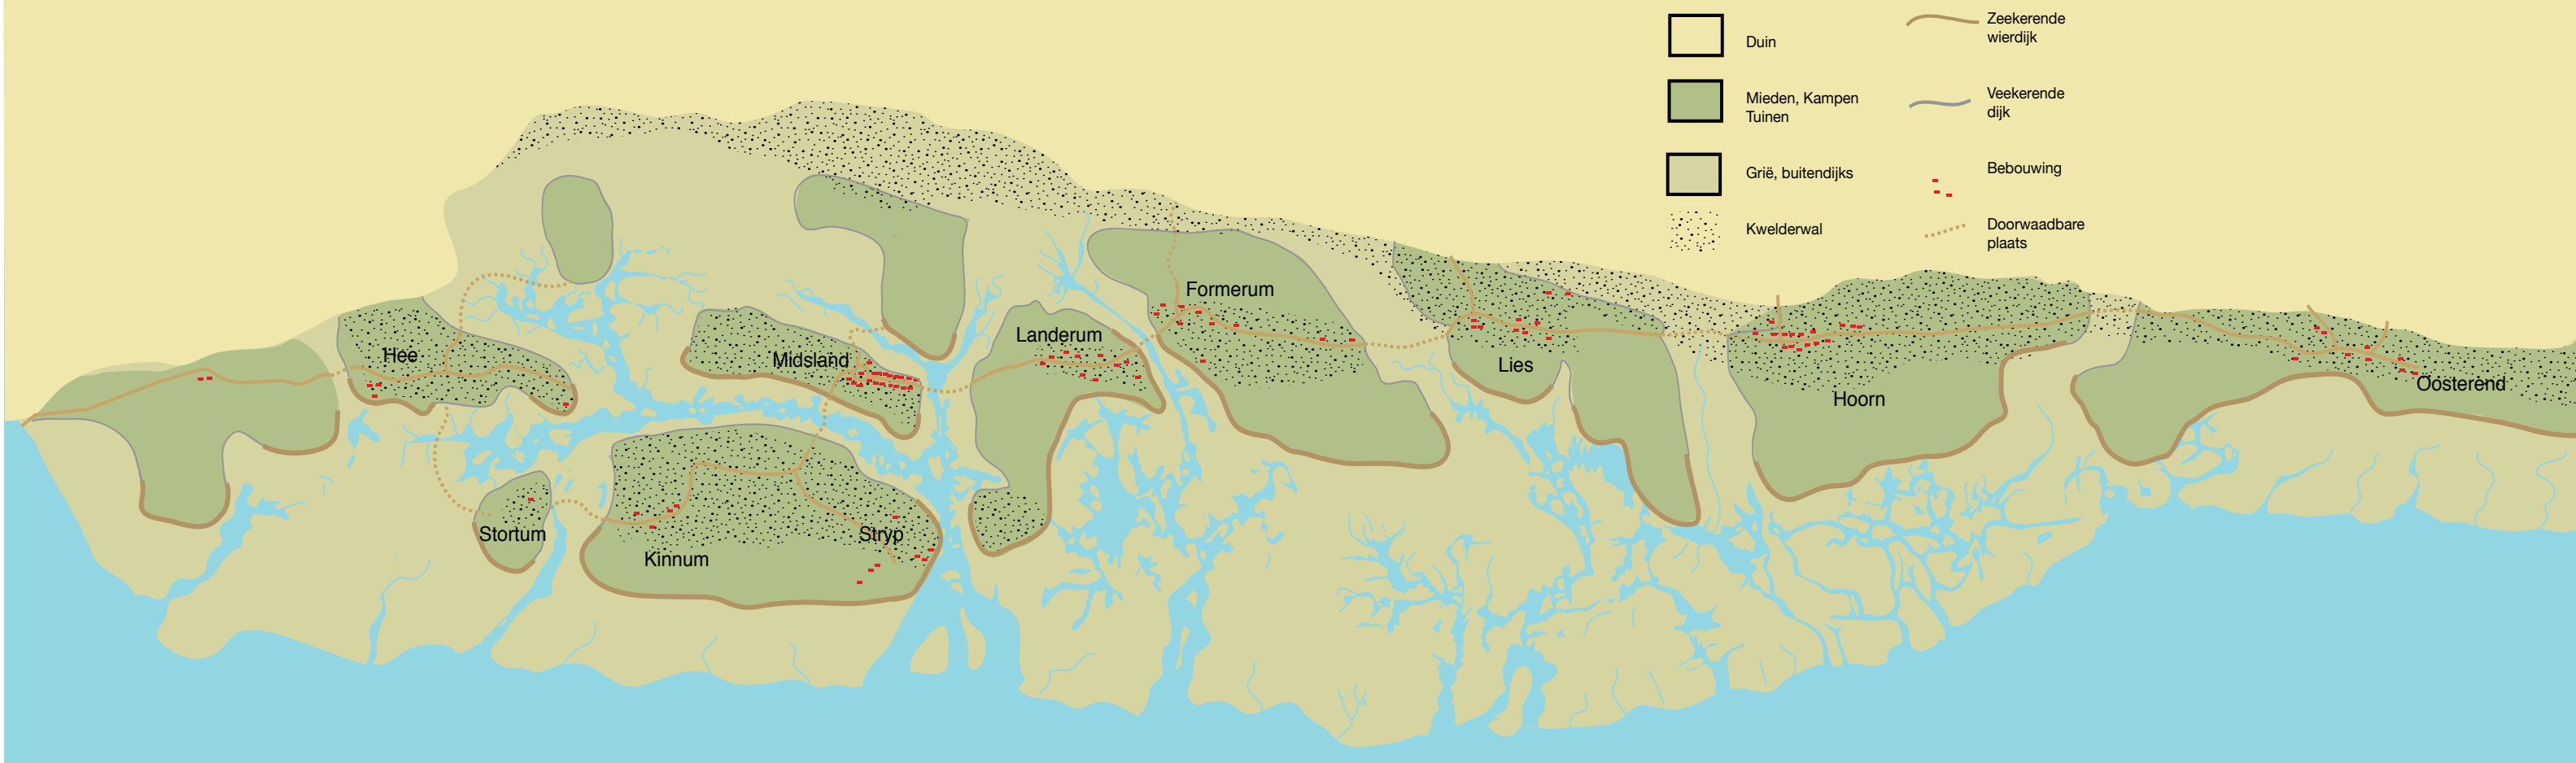 Duin
Mieden, Kampen
Tuinen
Grië, buitendijks
Kwelderwal
Zeekerende
wierdijk
Veekerende
dijk
Bebouwing
Doorwaadbare
plaats
Hee
Midsland
Landerum
Formerum
Lies
Hoorn
Oosterend
Stortum
Kinnum
Stryp